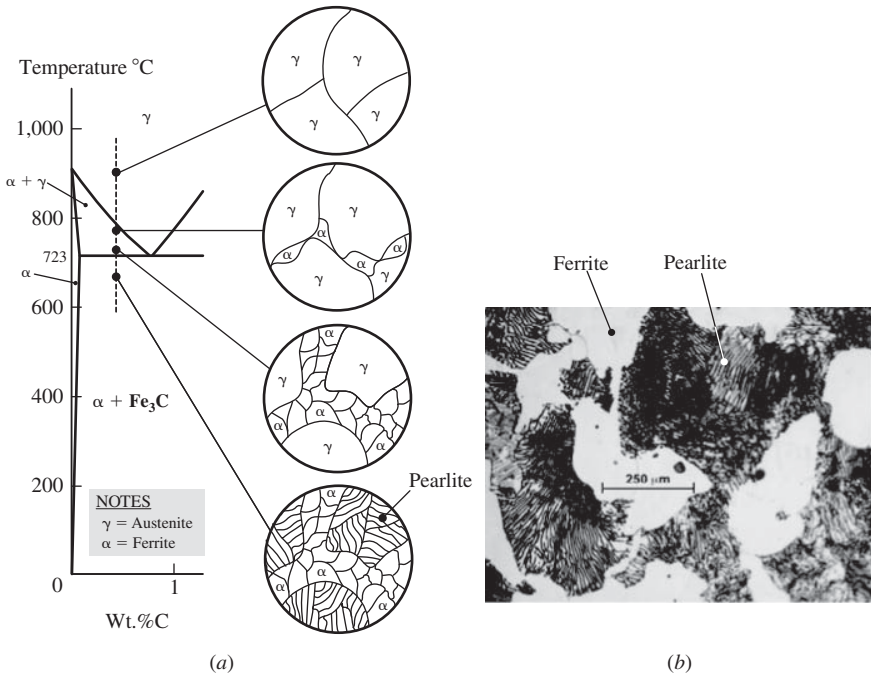 Temperature °C
γ
1,000
α + γ
800
723
α
600
400
α + Fe₃C
200
NOTES
γ = Austenite
α = Ferrite
0
1
Wt.%C
γ
γ
γ
γ
γ
γ
α
α
α
α
γ
γ
α
γ
γ
α
α
α
γ
Pearlite
α
α
α
α
(a)
Ferrite
Pearlite
250 μm
(b)